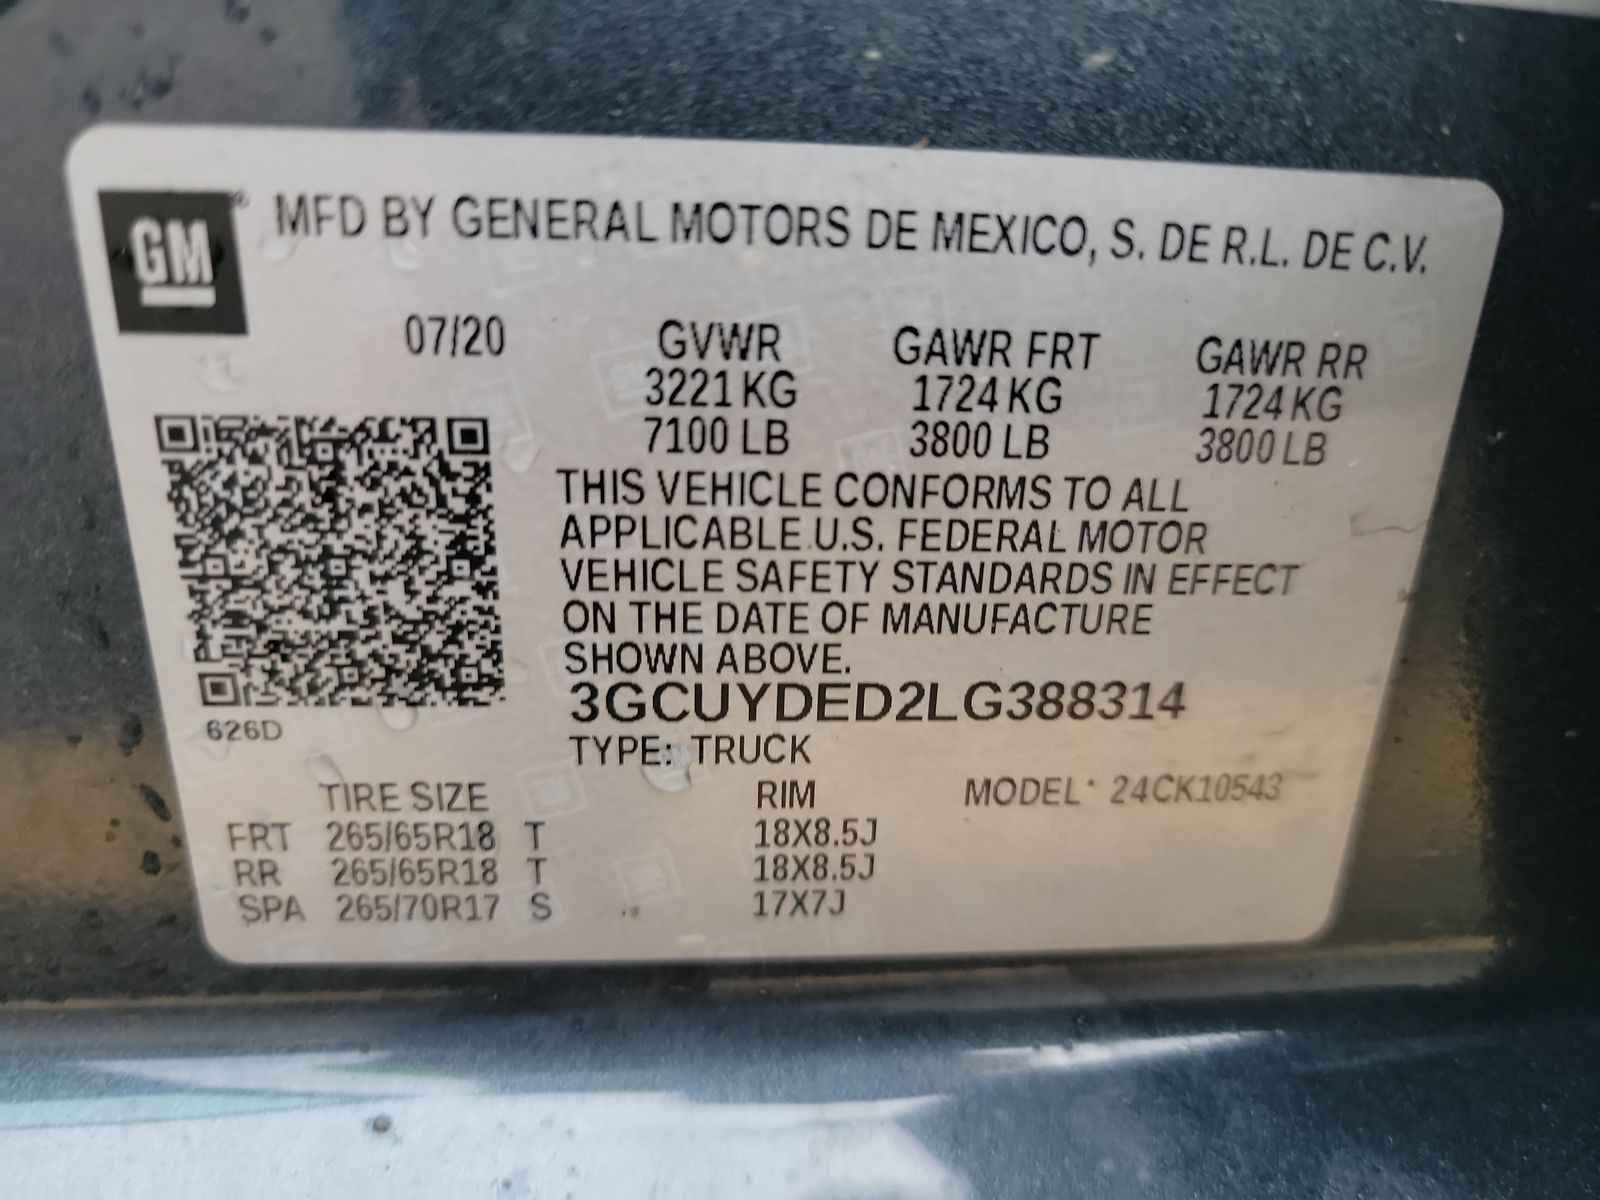 GM
MFD BY GENERAL MOTORS DE MEXICO, S. DE R.L. DE C.V.
07/20 GVWR GAWR FRT GAWR RR
3221 KG 1724 KG 1724 KG
7100 LB 3800 LB 3800 LB
THIS VEHICLE CONFORMS TO ALL
APPLICABLE U.S. FEDERAL MOTOR
VEHICLE SAFETY STANDARDS IN EFFECT
ON THE DATE OF MANUFACTURE
SHOWN ABOVE.
3GCUYDED2LG388314
626D
TYPE: TRUCK
TIRE SIZE RIM MODEL: 24CK10543
FRT 265/65R18 T 18X8.5J
RR 265/65R18 T 18X8.5J
SPA 265/70R17 S 17X7J